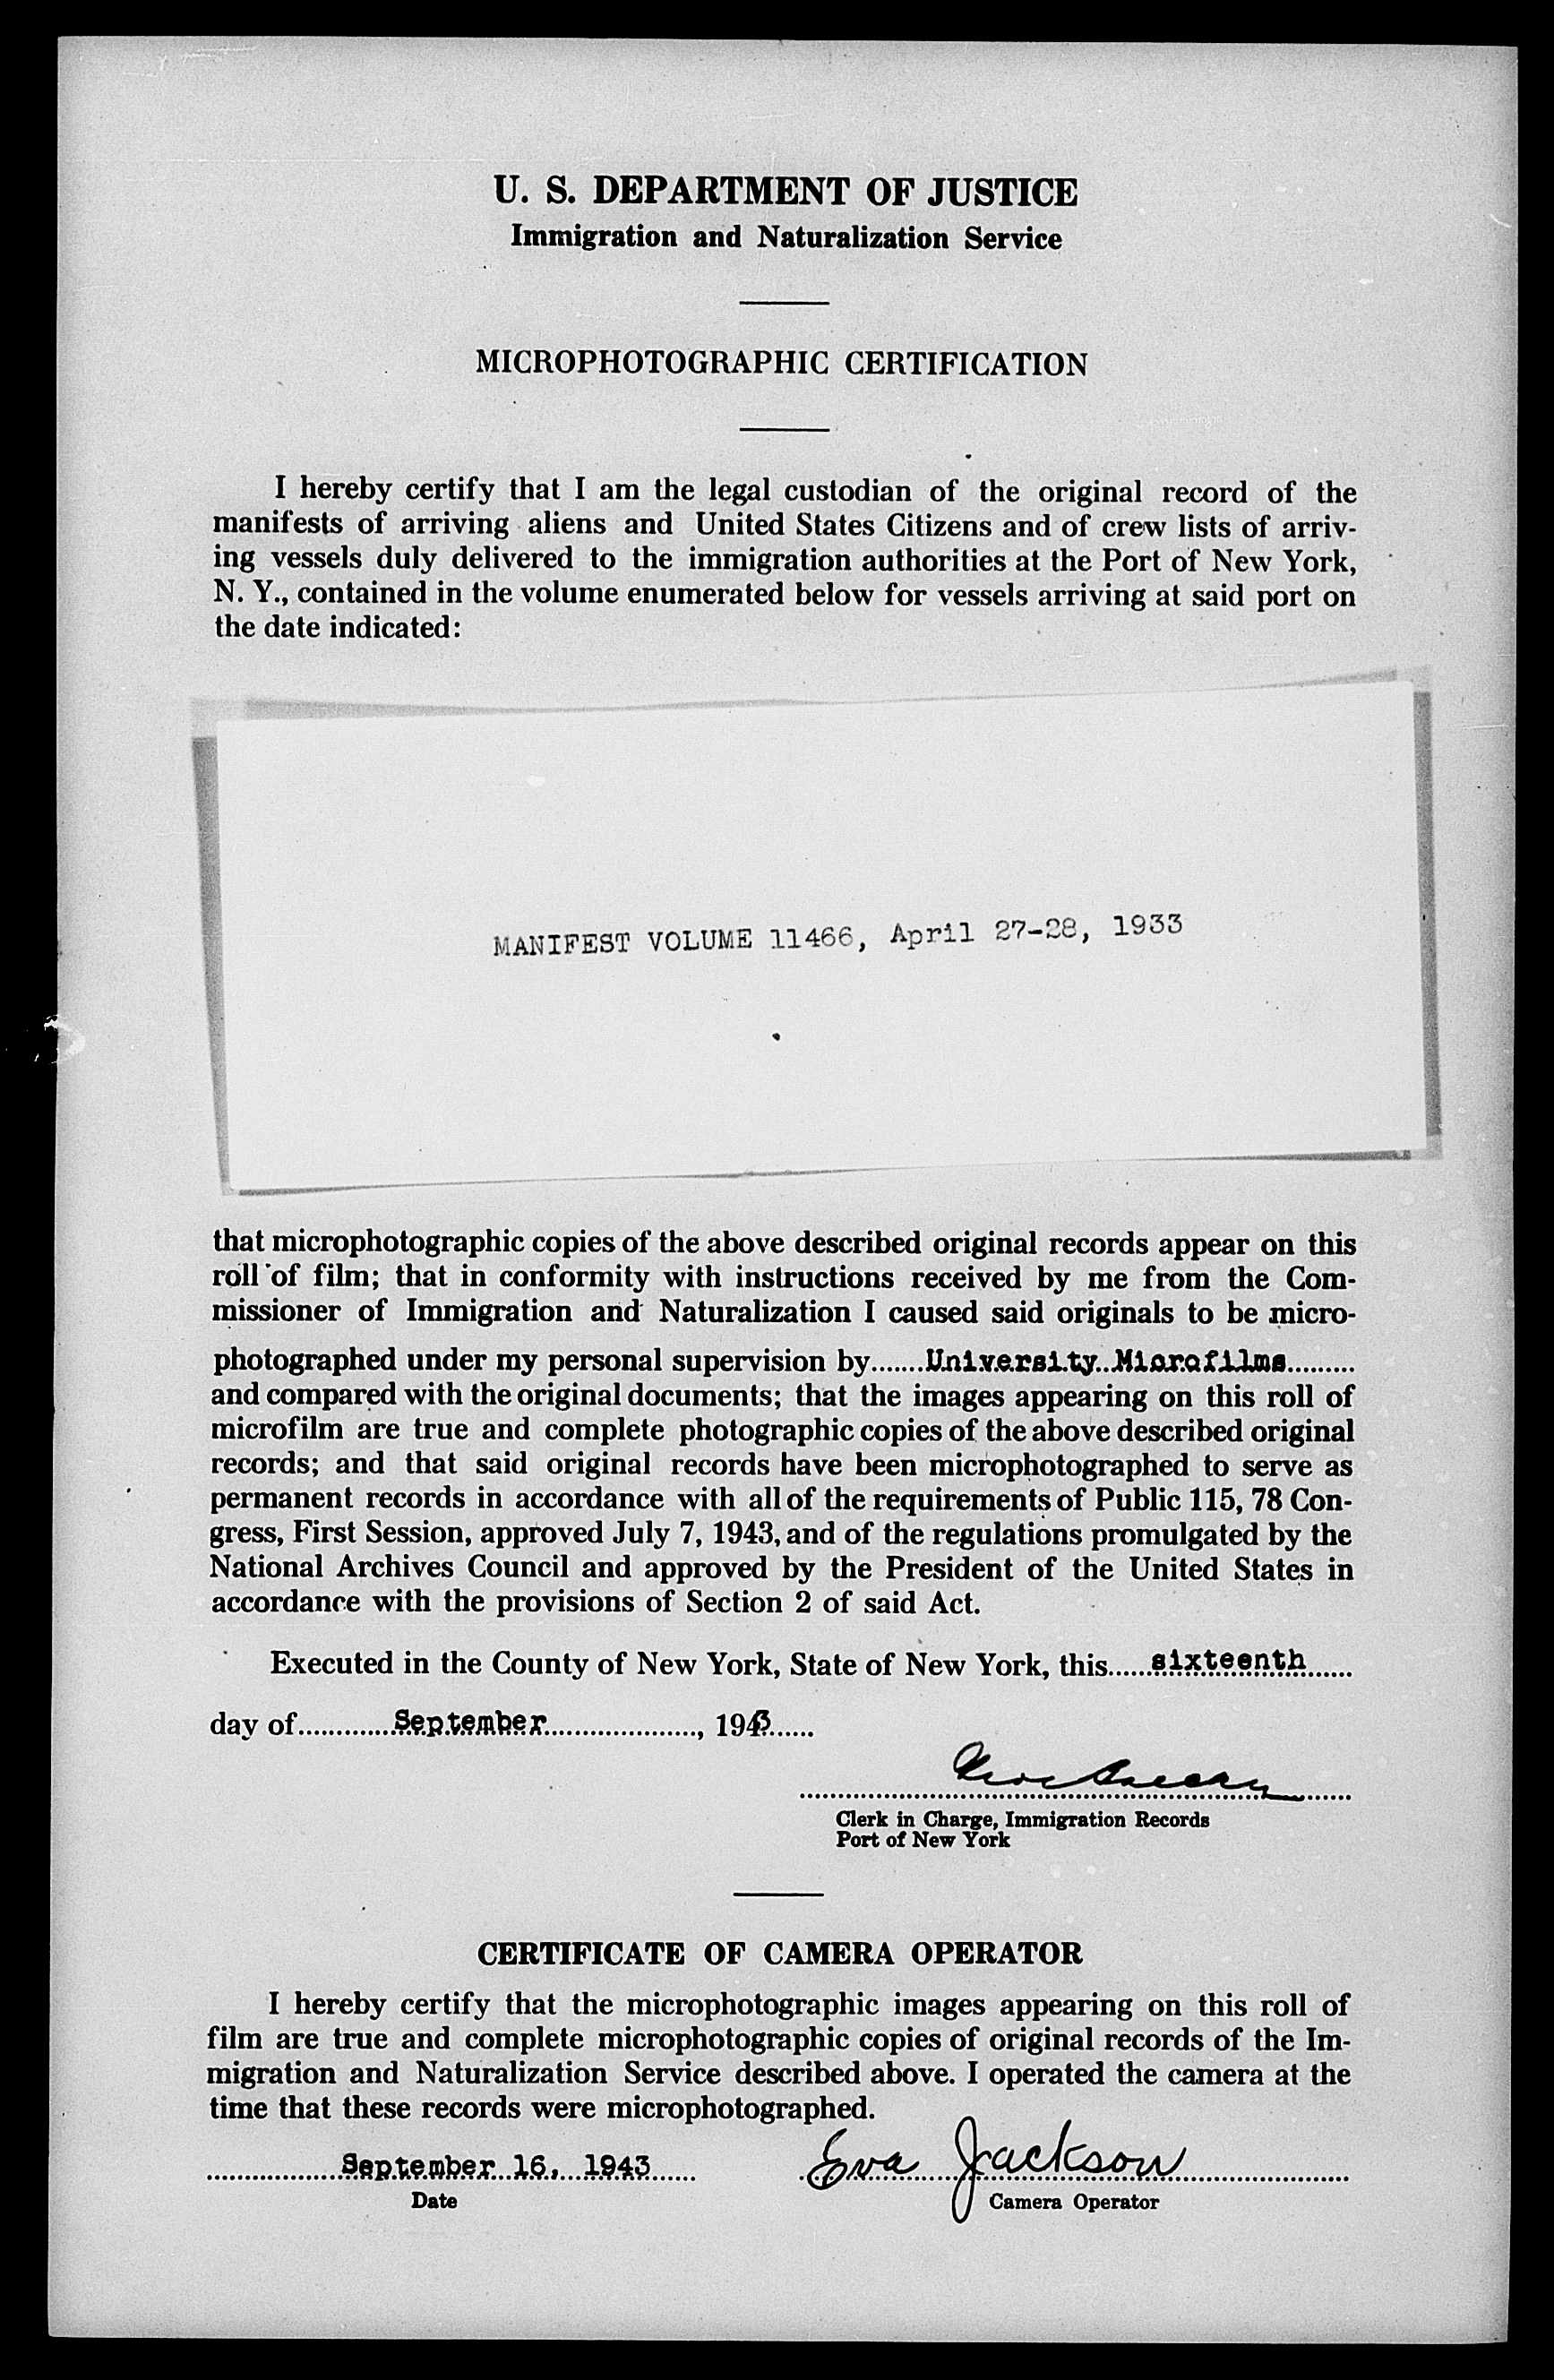 U. S. DEPARTMENT OF JUSTICE
Immigration and Naturalization Service
MICROPHOTOGRAPHIC CERTIFICATION
I hereby certify that I am the legal custodian of the original record of the
manifests of arriving aliens and United States Citizens and of crew lists of arriv-
ing vessels duly delivered to the immigration authorities at the Port of New York,
N. Y., contained in the volume enumerated below for vessels arriving at said port on
the date indicated:
MANIFEST VOLUME 11466, April 27-28, 1933
that microphotographic copies of the above described original records appear on this
roll of film; that in conformity with instructions received by me from the Com-
missioner of Immigration and Naturalization I caused said originals to be micro-
photographed under my personal supervision by.......University Microfilms.........
and compared with the original documents; that the images appearing on this roll of
microfilm are true and complete photographic copies of the above described original
records; and that said original records have been microphotographed to serve as
permanent records in accordance with all of the requirements of Public 115, 78 Con-
gress, First Session, approved July 7, 1943, and of the regulations promulgated by the
National Archives Council and approved by the President of the United States in
accordance with the provisions of Section 2 of said Act.
Executed in the County of New York, State of New York, this......sixteenth......
day of.............September...................., 1943......
Clerk in Charge, Immigration Records
Port of New York
CERTIFICATE OF CAMERA OPERATOR
I hereby certify that the microphotographic images appearing on this roll of
film are true and complete microphotographic copies of original records of the Im-
migration and Naturalization Service described above. I operated the camera at the
time that these records were microphotographed.
September 16, 1943 Eva Jackson
Date Camera Operator